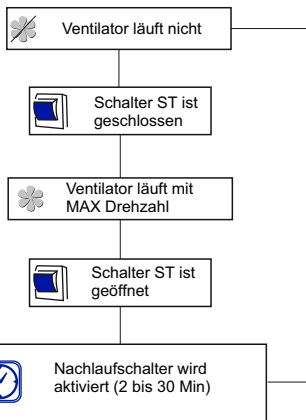 Ventilator läuft nicht
Schalter ST ist
geschlossen
Ventilator läuft mit
MAX Drehzahl
Schalter ST ist
geöffnet
Nachlaufschalter wird
aktiviert (2 bis 30 Min)